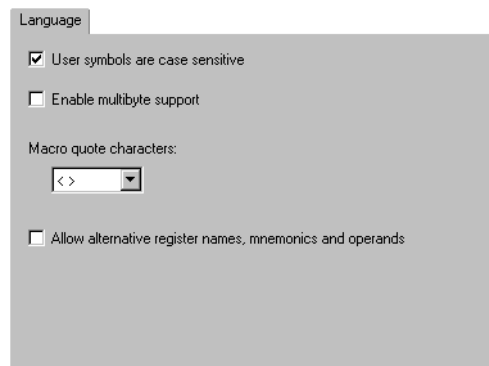 Language
User symbols are case sensitive
Enable multibyte support
Macro quote characters:
< >
Allow alternative register names, mnemonics and operands